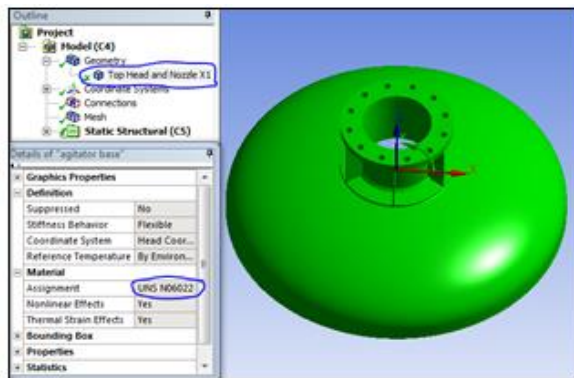 Outline
Project
Model (C4)
Geometry
Top Head and Nozzle X1
Coordinate Systems
Connections
Mesh
Static Structural (C5)
Details of "agitator base"
Graphics Properties
Definition
Suppressed No
Stiffness Behavior Flexible
Coordinate System Head Coor...
Reference Temperature By Environ...
Material
Assignment UNS N06022
Nonlinear Effects Yes
Thermal Strain Effects Yes
Bounding Box
Properties
Statistics